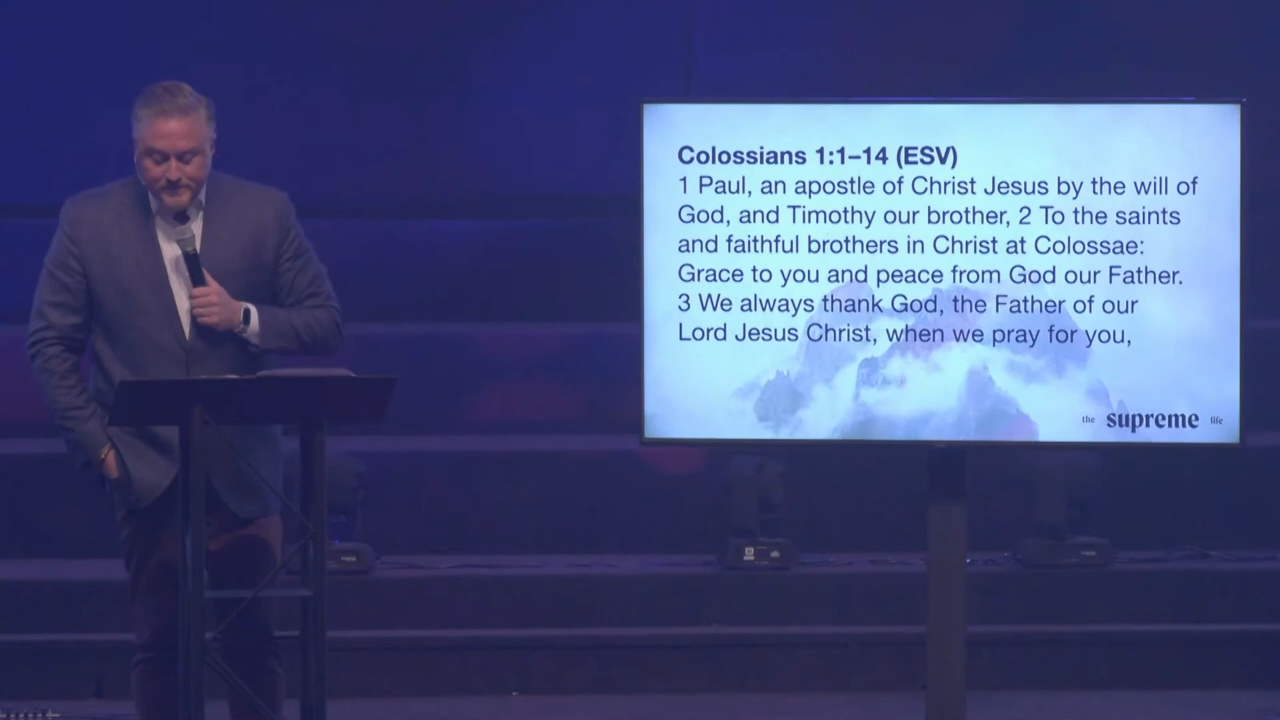 Colossians 1:1–14 (ESV)
1 Paul, an apostle of Christ Jesus by the will of
God, and Timothy our brother, 2 To the saints
and faithful brothers in Christ at Colossae:
Grace to you and peace from God our Father.
3 We always thank God, the Father of our
Lord Jesus Christ, when we pray for you,
the supreme life